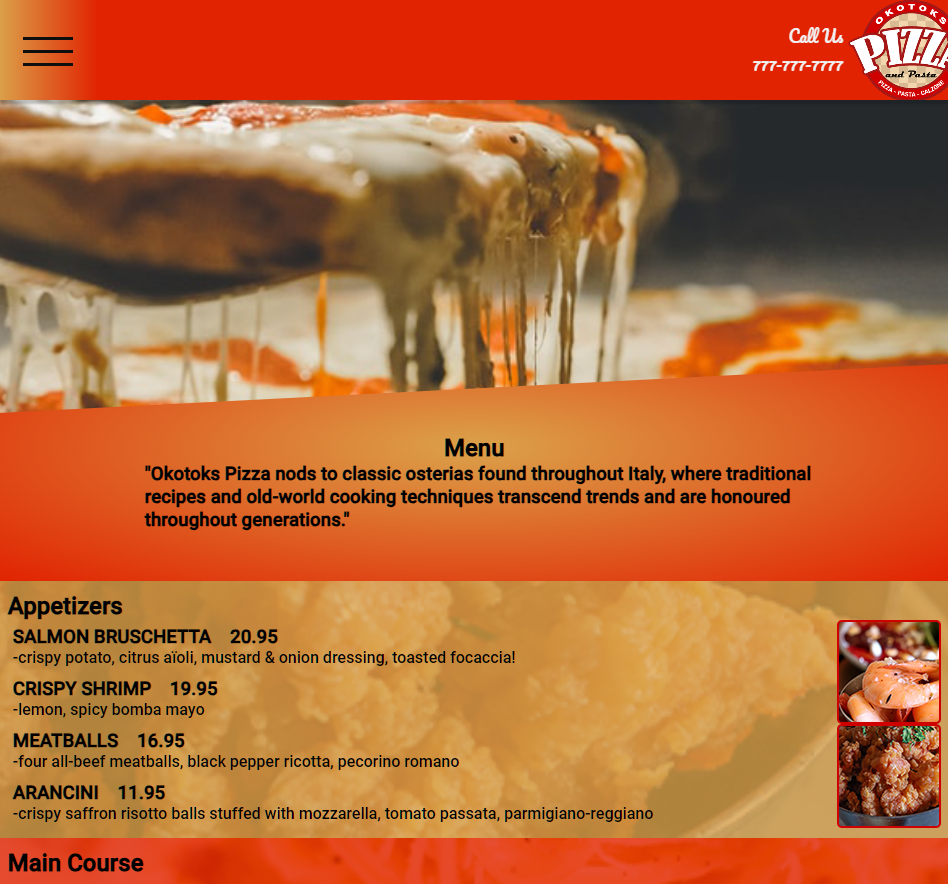 Call Us
777-777-7777
OKOTOKS
PIZZA
and Pasta
PIZZA - PASTA - CALZONE
Menu
"Okotoks Pizza nods to classic osterias found throughout Italy, where traditional
recipes and old-world cooking techniques transcend trends and are honoured
throughout generations."
Appetizers
SALMON BRUSCHETTA 20.95
-crispy potato, citrus aïoli, mustard & onion dressing, toasted focaccia!
CRISPY SHRIMP 19.95
-lemon, spicy bomba mayo
MEATBALLS 16.95
-four all-beef meatballs, black pepper ricotta, pecorino romano
ARANCINI 11.95
-crispy saffron risotto balls stuffed with mozzarella, tomato passata, parmigiano-reggiano
Main Course